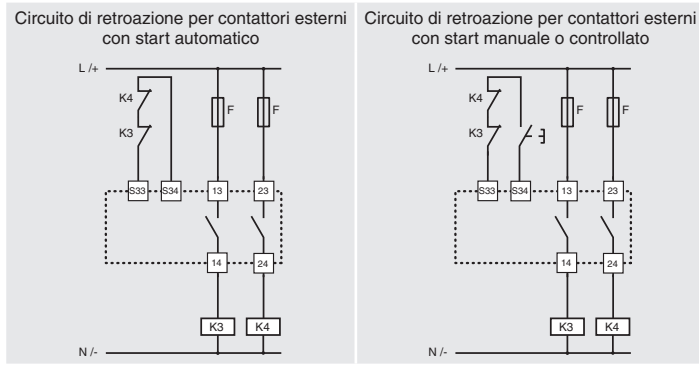 Circuito di retroazione per contattori esterni
con start automatico
L /+
K4
F
F
K3
S33
S34
13
23
14
24
K3
K4
N /-
Circuito di retroazione per contattori esterni
con start manuale o controllato
L /+
K4
F
F
K3
S33
S34
13
23
14
24
K3
K4
N /-